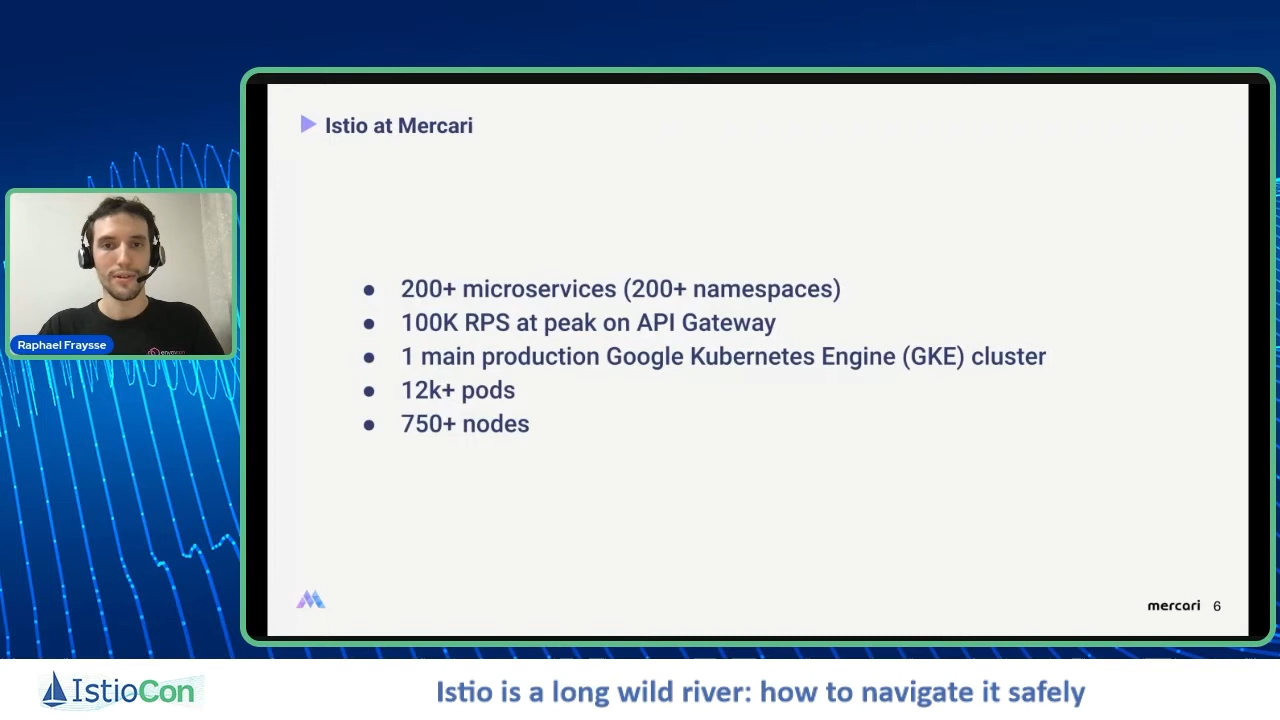 Istio at Mercari
200+ microservices (200+ namespaces)
100K RPS at peak on API Gateway
1 main production Google Kubernetes Engine (GKE) cluster
12k+ pods
750+ nodes
Raphael Fraysse
mercari 6
IstioCon
Istio is a long wild river: how to navigate it safely